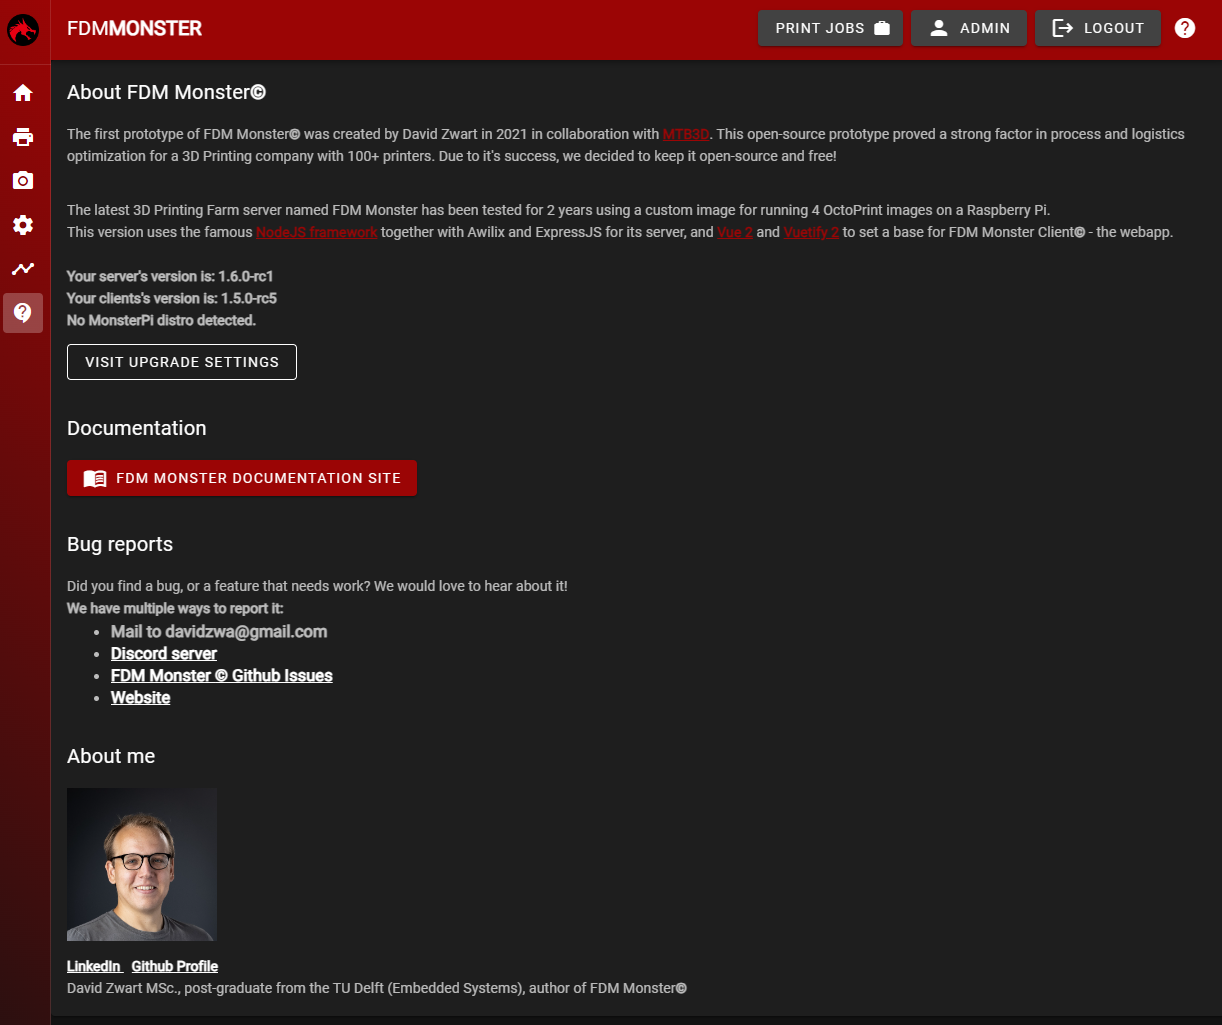 FDMMONSTER
PRINT JOBS
ADMIN
LOGOUT
About FDM Monster©
The first prototype of FDM Monster© was created by David Zwart in 2021 in collaboration with MTB3D. This open-source prototype proved a strong factor in process and logistics
optimization for a 3D Printing company with 100+ printers. Due to it's success, we decided to keep it open-source and free!
The latest 3D Printing Farm server named FDM Monster has been tested for 2 years using a custom image for running 4 OctoPrint images on a Raspberry Pi.
This version uses the famous NodeJS framework together with Awilix and ExpressJS for its server, and Vue 2 and Vuetify 2 to set a base for FDM Monster Client© - the webapp.
Your server's version is: 1.6.0-rc1
Your clients's version is: 1.5.0-rc5
No MonsterPi distro detected.
VISIT UPGRADE SETTINGS
Documentation
FDM MONSTER DOCUMENTATION SITE
Bug reports
Did you find a bug, or a feature that needs work? We would love to hear about it!
We have multiple ways to report it:
• Mail to davidzwa@gmail.com
• Discord server
• FDM Monster © Github Issues
• Website
About me
LinkedIn Github Profile
David Zwart MSc., post-graduate from the TU Delft (Embedded Systems), author of FDM Monster©